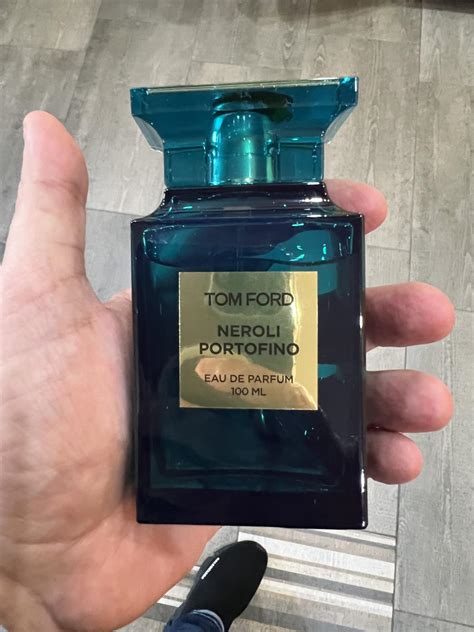 TOM FORD
NEROLI
PORTOFINO
EAU DE PARFUM
100 ML